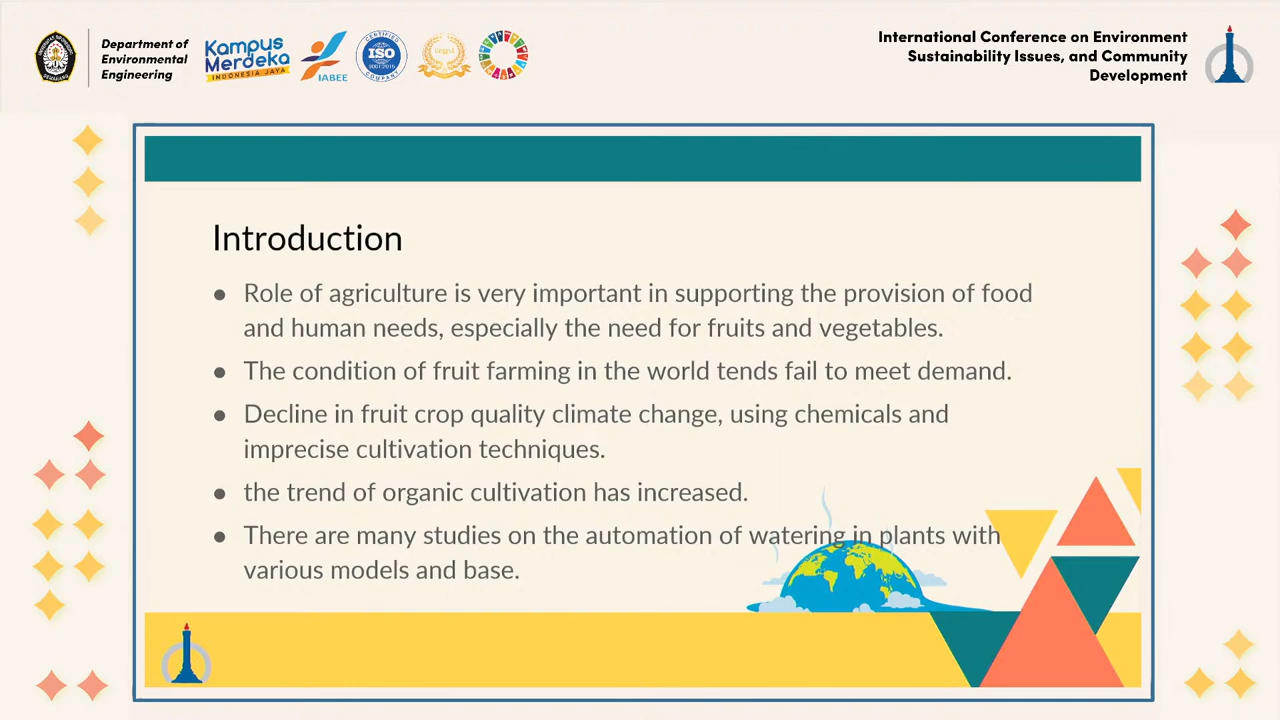 Department of
Environmental
Engineering
Kampus
Merdeka
INDONESIA JAYA
IABEE
CERTIFIED
ISO
9001:2015
COMPANY
International Conference on Environment
Sustainability Issues, and Community
Development
Introduction
● Role of agriculture is very important in supporting the provision of food
and human needs, especially the need for fruits and vegetables.
● The condition of fruit farming in the world tends fail to meet demand.
● Decline in fruit crop quality climate change, using chemicals and
imprecise cultivation techniques.
● the trend of organic cultivation has increased.
● There are many studies on the automation of watering in plants with
various models and base.